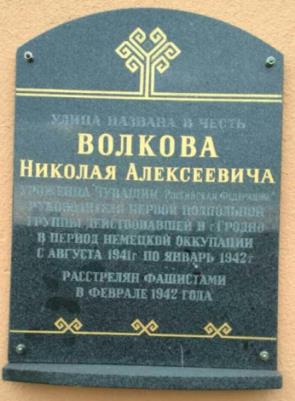 УЛИЦА НАЗВАНА В ЧЕСТЬ
ВОЛКОВА
НИКОЛАЯ АЛЕКСЕЕВИЧА
УРОЖЕНЦА ЧУВАШИИ (Российская Федерация)
РУКОВОДИТЕЛЯ ПЕРВОЙ ПОДПОЛЬНОЙ
ГРУППЫ ДЕЙСТВОВАВШЕЙ в г.ГРОДНО
В ПЕРИОД НЕМЕЦКОЙ ОККУПАЦИИ
С АВГУСТА 1941г ПО ЯНВАРЬ 1942г
РАССТРЕЛЯН ФАШИСТАМИ
В ФЕВРАЛЕ 1942 ГОДА